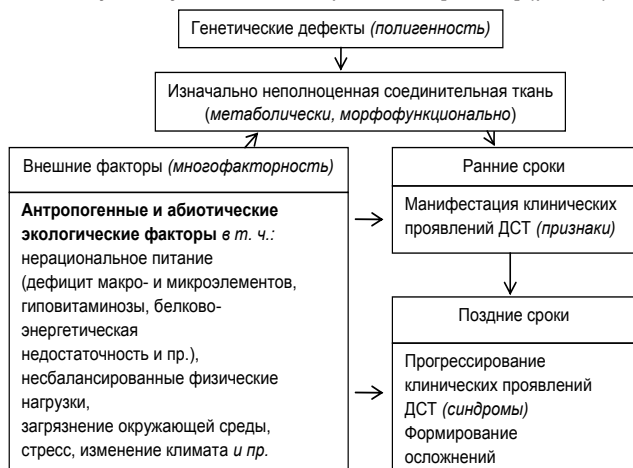 Генетические дефекты (полигенность)
Изначально неполноценная соединительная ткань
(метаболически, морфофункционально)
Внешние факторы (многофакторность)
Антропогенные и абиотические
экологические факторы в т. ч.:
нерациональное питание
(дефицит макро- и микроэлементов,
гиповитаминозы, белково-
энергетическая
недостаточность и пр.),
несбалансированные физические
нагрузки,
загрязнение окружающей среды,
стресс, изменение климата и пр.
Ранние сроки
Манифестация клинических
проявлений ДСТ (признаки)
Поздние сроки
Прогрессирование
клинических проявлений
ДСТ (синдромы)
Формирование
осложнений